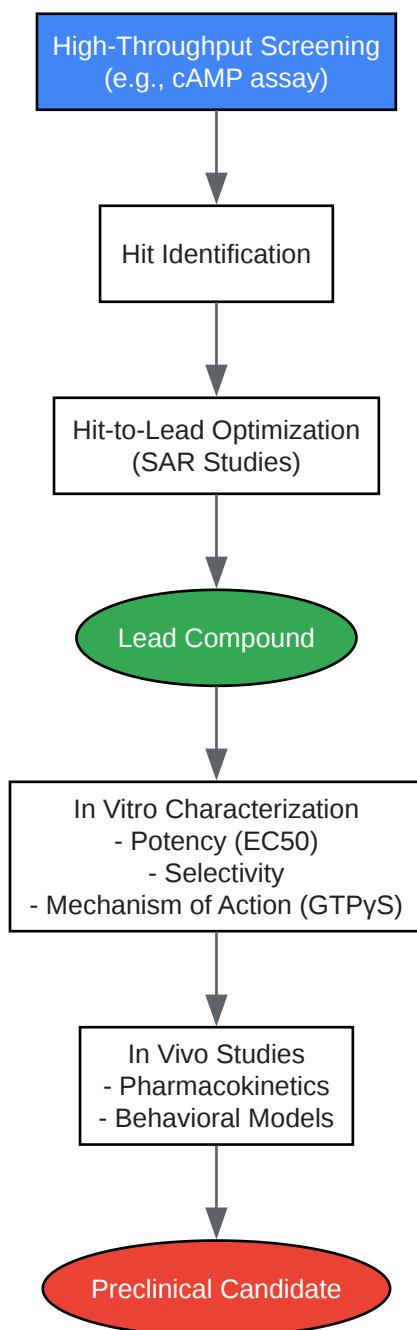 High-Throughput Screening
(e.g., cAMP assay)
Hit Identification
Hit-to-Lead Optimization
(SAR Studies)
Lead Compound
In Vitro Characterization
- Potency (EC50)
- Selectivity
- Mechanism of Action (GTPγS)
In Vivo Studies
- Pharmacokinetics
- Behavioral Models
Preclinical Candidate